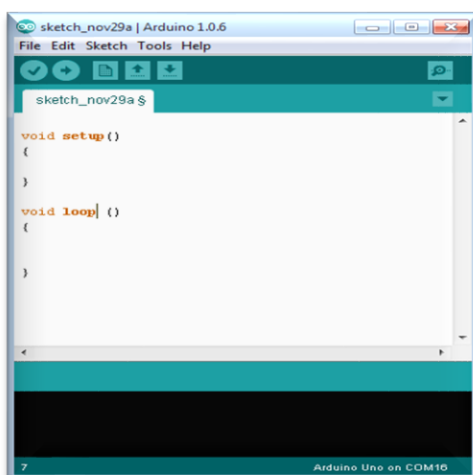 sketch_nov29a | Arduino 1.0.6
File Edit Sketch Tools Help
sketch_nov29a §
void setup()
{
}
void loop ()
{
}
7 Arduino Uno on COM16